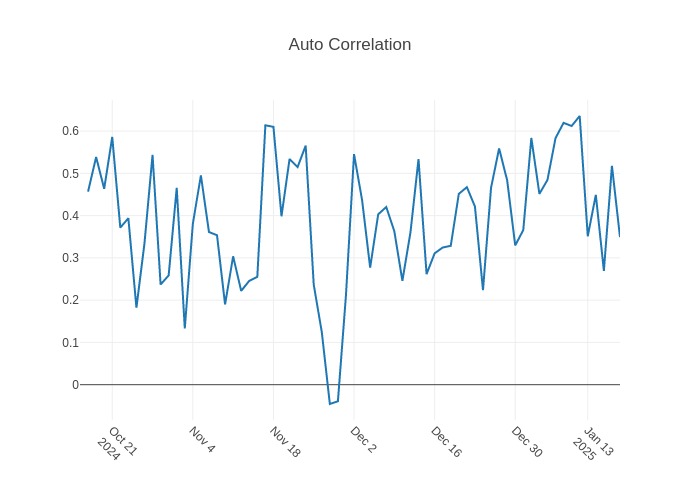 Auto Correlation
0.6
0.5
0.4
0.3
0.2
0.1
0
Oct 21
2024
Nov 4
Nov 18
Dec 2
Dec 16
Dec 30
Jan 13
2025